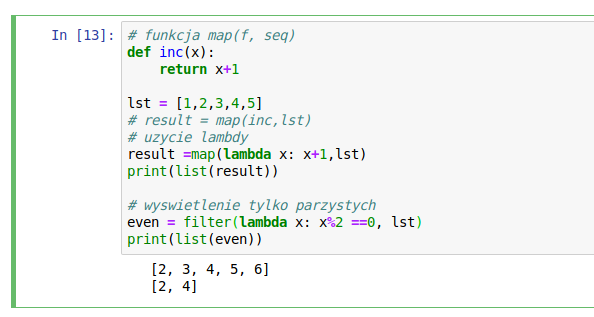 In [13]: # funkcja map(f, seq)
def inc(x):
    return x+1

lst = [1,2,3,4,5]
# result = map(inc,lst)
# uzycie lambdy
result =map(lambda x: x+1,lst)
print(list(result))

# wyswietlenie tylko parzystych
even = filter(lambda x: x%2 ==0, lst)
print(list(even))
[2, 3, 4, 5, 6]
[2, 4]